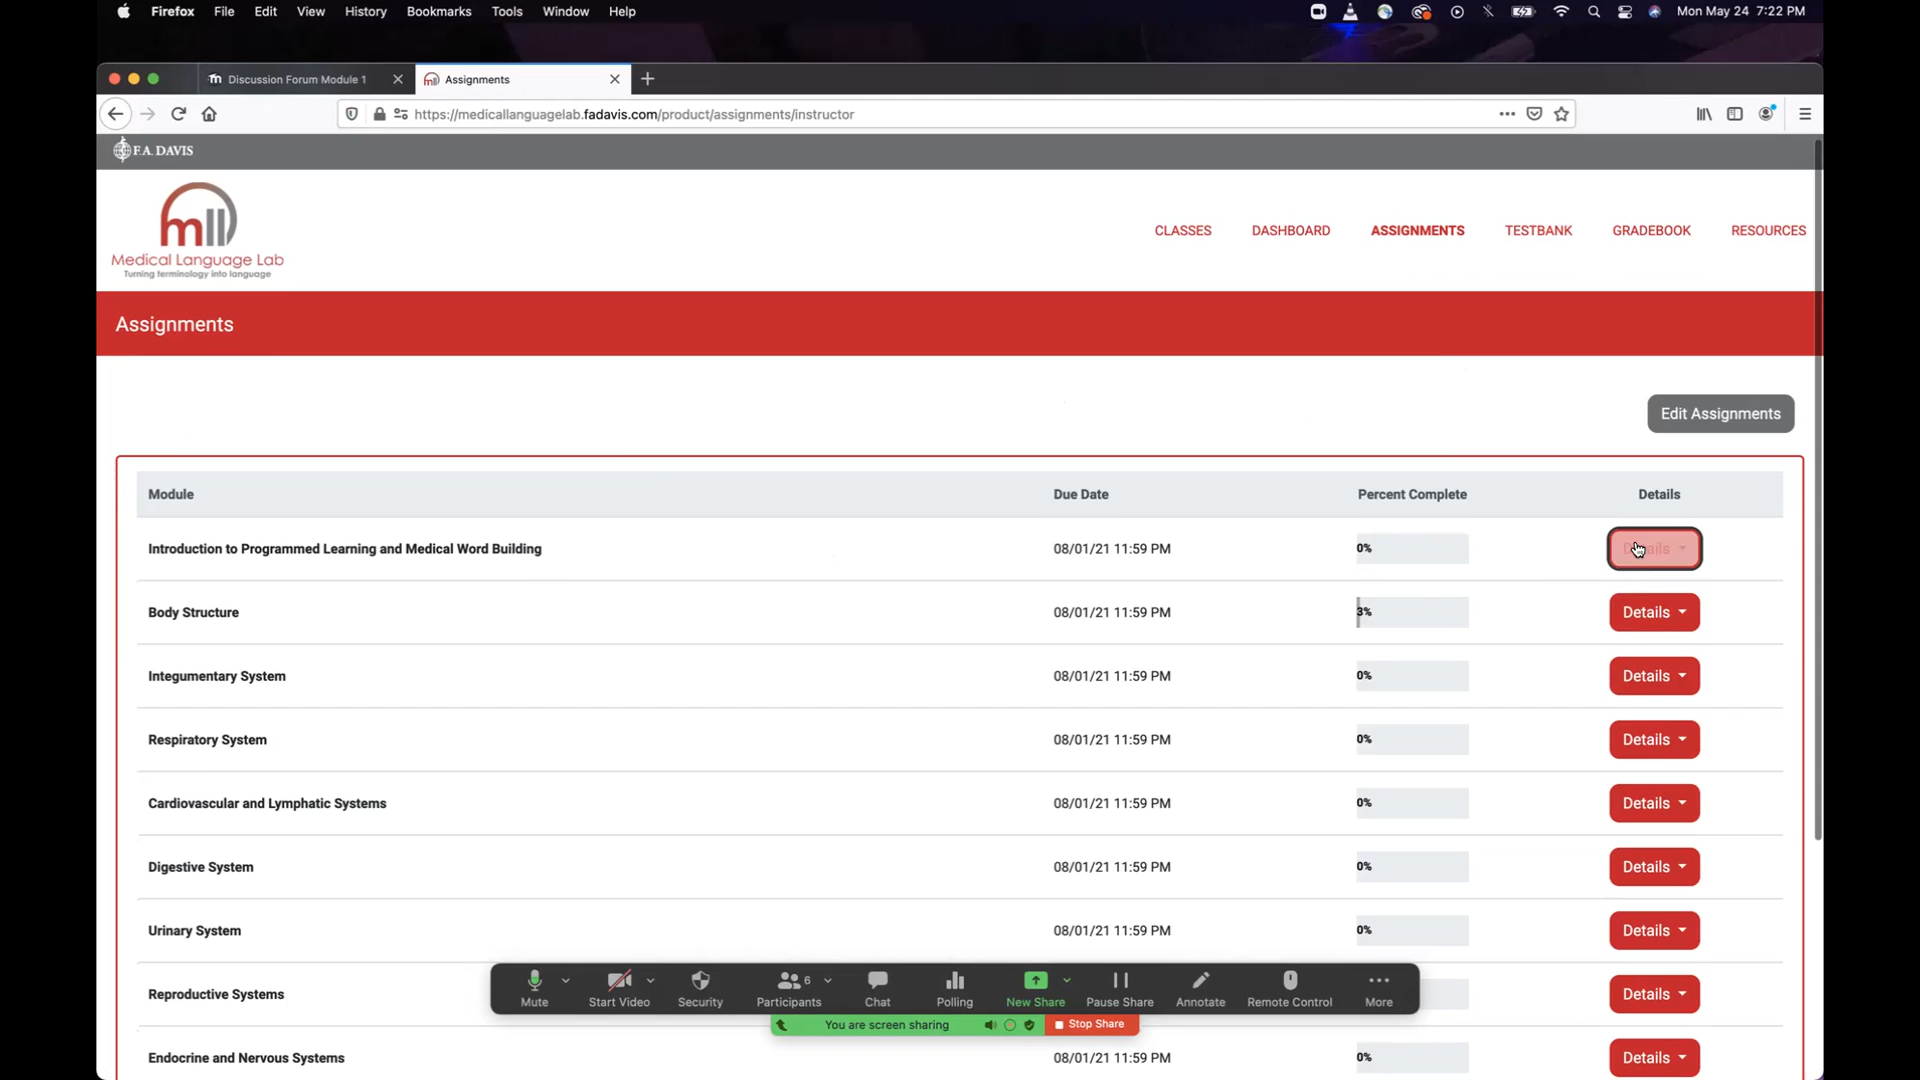 Firefox File Edit View History Bookmarks Tools Window Help Mon May 24 7:22 PM
Discussion Forum Module 1 Assignments
https://medicallanguagelab.fadavis.com/product/assignments/instructor
F.A. DAVIS
mll
Medical Language Lab
Turning terminology into language
CLASSES DASHBOARD ASSIGNMENTS TESTBANK GRADEBOOK RESOURCES
Assignments
Edit Assignments
Module Due Date Percent Complete Details
Introduction to Programmed Learning and Medical Word Building 08/01/21 11:59 PM 0% Details
Body Structure 08/01/21 11:59 PM 3% Details
Integumentary System 08/01/21 11:59 PM 0% Details
Respiratory System 08/01/21 11:59 PM 0% Details
Cardiovascular and Lymphatic Systems 08/01/21 11:59 PM 0% Details
Digestive System 08/01/21 11:59 PM 0% Details
Urinary System 08/01/21 11:59 PM 0% Details
Reproductive Systems Details
Mute Start Video Security Participants 6 Chat Polling New Share Pause Share Annotate Remote Control More
You are screen sharing Stop Share
Endocrine and Nervous Systems 08/01/21 11:59 PM 0% Details